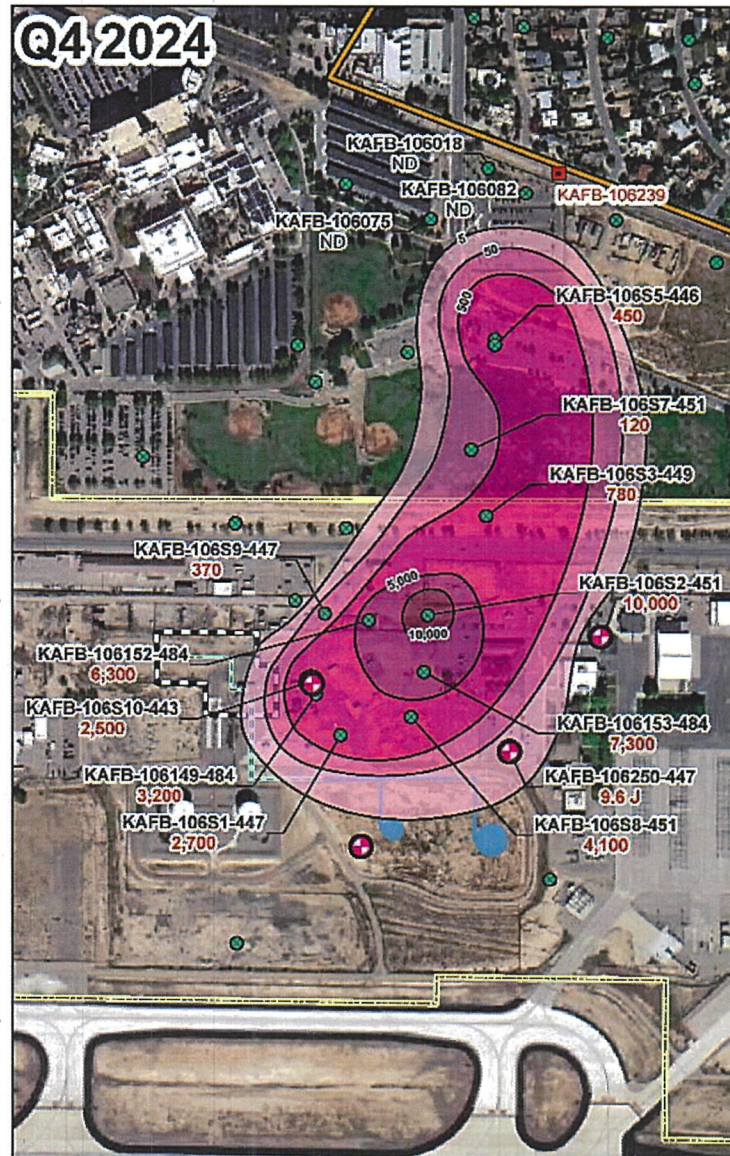 Q4 2024
KAFB-106018
ND
KAFB-106082
ND
KAFB-106239
KAFB-106075
ND
5
50
500
KAFB-106S5-446
450
KAFB-106S7-451
120
KAFB-106S3-449
780
KAFB-106S9-447
370
5,000
KAFB-106S2-451
10,000
10,000
KAFB-106152-484
6,300
KAFB-106S10-443
2,500
KAFB-106153-484
7,300
KAFB-106149-484
3,200
KAFB-106250-447
9.6 J
KAFB-106S1-447
2,700
KAFB-106S8-451
4,100